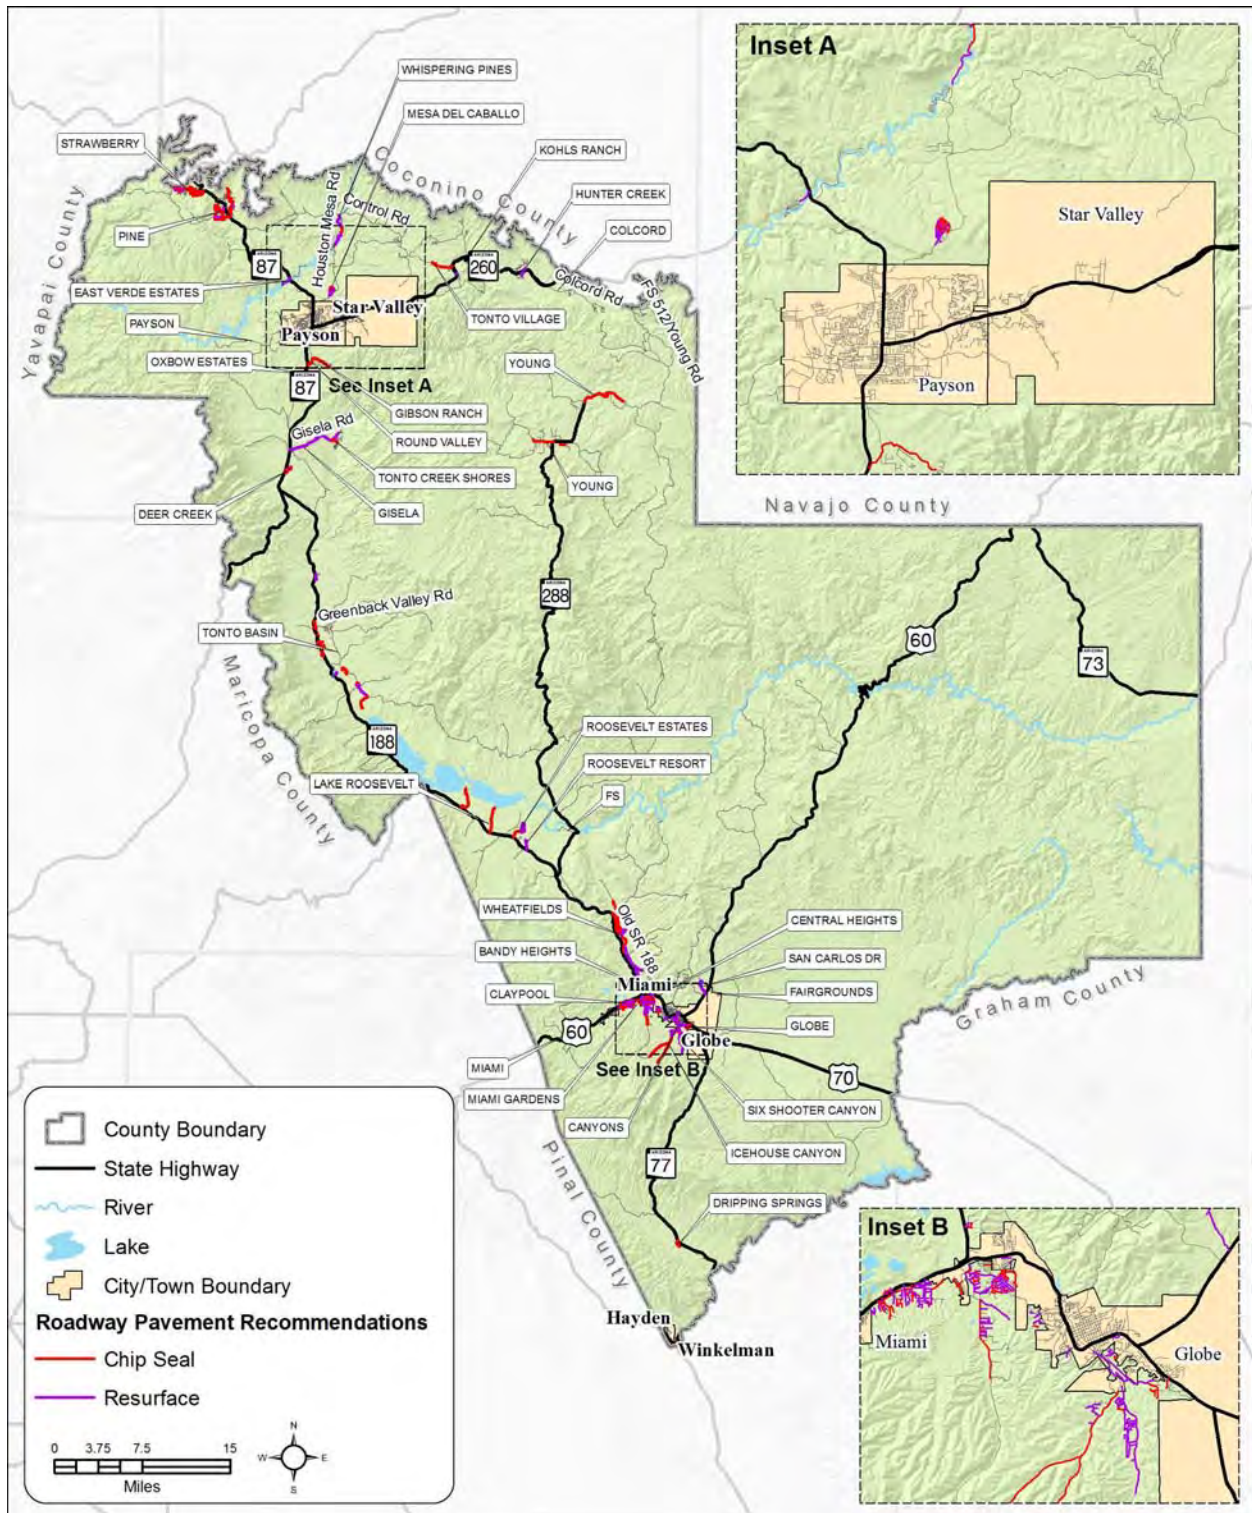 Inset A
Star Valley
Payson
WHISPERING PINES
MESA DEL CABALLO
STRAWBERRY
KOHLS RANCH
HUNTER CREEK
COLCORD
Coconino County
Yavapai County
Houston Mesa Rd
Control Rd
PINE
ARIZONA
87
ARIZONA
260
Colcord Rd
FS 512/Young Rd
EAST VERDE ESTATES
Star Valley
PAYSON
Payson
TONTO VILLAGE
OXBOW ESTATES
See Inset A
YOUNG
ARIZONA
87
GIBSON RANCH
Gisela Rd
ROUND VALLEY
TONTO CREEK SHORES
YOUNG
DEER CREEK
GISELA
Navajo County
ARIZONA
288
Greenback Valley Rd
TONTO BASIN
60
ARIZONA
73
Maricopa County
ARIZONA
188
ROOSEVELT ESTATES
ROOSEVELT RESORT
LAKE ROOSEVELT
FS
WHEATFIELDS
Old SR 188
CENTRAL HEIGHTS
BANDY HEIGHTS
SAN CARLOS DR
Miami
CLAYPOOL
FAIRGROUNDS
Graham County
60
GLOBE
Globe
MIAMI
See Inset B
70
MIAMI GARDENS
SIX SHOOTER CANYON
CANYONS
ICEHOUSE CANYON
ARIZONA
77
Pinal County
DRIPPING SPRINGS
Hayden
Winkelman
Inset B
Miami
Globe
County Boundary
State Highway
River
Lake
City/Town Boundary
Roadway Pavement Recommendations
Chip Seal
Resurface
0 3.75 7.5 15
Miles
N
W E
S